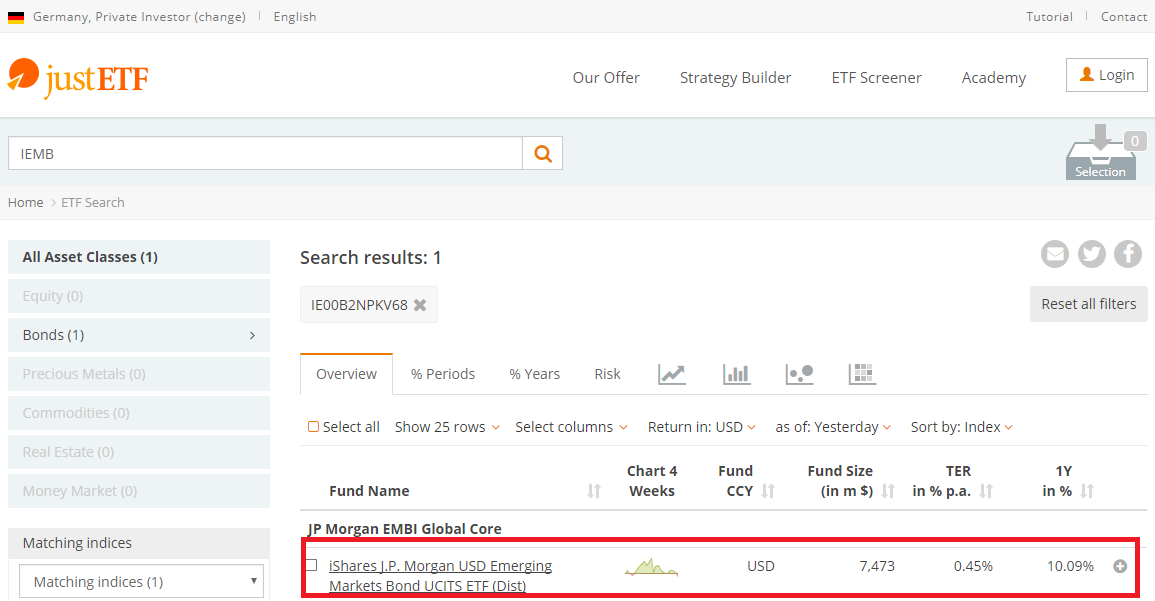 Germany, Private Investor (change) English Tutorial Contact
justETF
Our Offer Strategy Builder ETF Screener Academy Login
IEMB
0
Selection
Home > ETF Search
All Asset Classes (1)
Equity (0)
Bonds (1)
Precious Metals (0)
Commodities (0)
Real Estate (0)
Money Market (0)
Matching indices
Matching indices (1)
Search results: 1
IE00B2NPKV68
Reset all filters
Overview % Periods % Years Risk
Select all Show 25 rows Select columns Return in: USD as of: Yesterday Sort by: Index
Fund Name Chart 4 Weeks Fund CCY Fund Size (in m $) TER in % p.a. 1Y in %
JP Morgan EMBI Global Core
iShares J.P. Morgan USD Emerging USD 7,473 0.45% 10.09%
Markets Bond UCITS ETF (Dist)